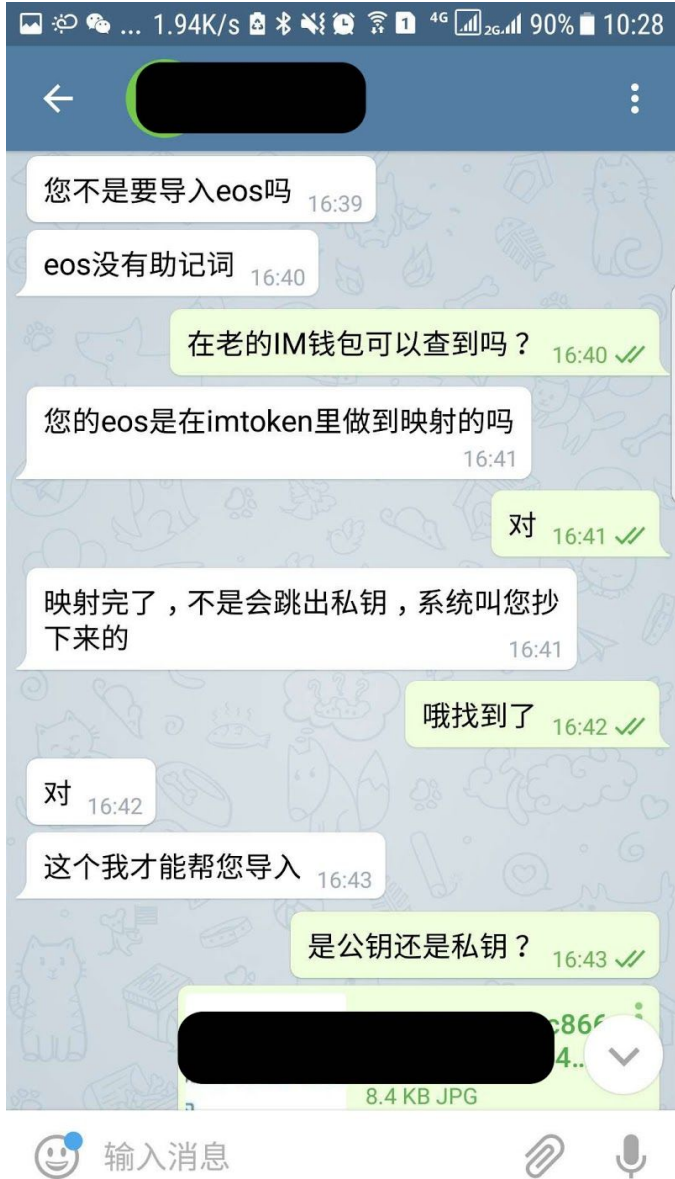 1.94K/s 1 4G 2G 90% 10:28
您不是要导入eos吗 16:39
eos没有助记词 16:40
在老的IM钱包可以查到吗？ 16:40
您的eos是在imtoken里做到映射的吗
16:41
对 16:41
映射完了，不是会跳出私钥，系统叫您抄
下来的 16:41
哦找到了 16:42
对 16:42
这个我才能帮您导入 16:43
是公钥还是私钥？ 16:43
c866
4...
8.4 KB JPG
输入消息